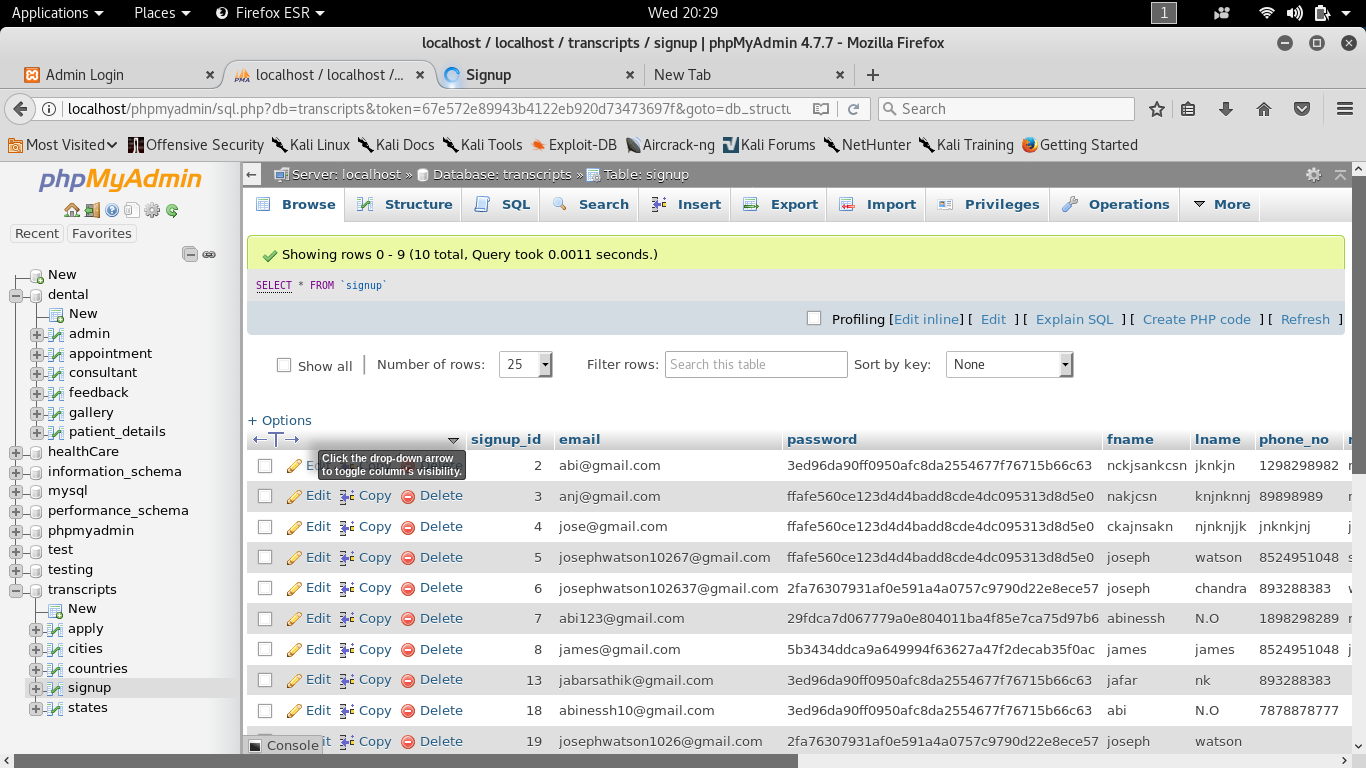 Applications Places Firefox ESR Wed 20:29 1
localhost / localhost / transcripts / signup | phpMyAdmin 4.7.7 - Mozilla Firefox
Admin Login localhost / localhost /... Signup New Tab
localhost/phpmyadmin/sql.php?db=transcripts&token=67e572e89943b4122eb920d73473697f&goto=db_structu Search
Most Visited Offensive Security Kali Linux Kali Docs Kali Tools Exploit-DB Aircrack-ng Kali Forums NetHunter Kali Training Getting Started
phpMyAdmin
Recent Favorites
New
dental
New
admin
appointment
consultant
feedback
gallery
patient_details
healthCare
information_schema
mysql
performance_schema
phpmyadmin
test
testing
transcripts
New
apply
cities
countries
signup
states
Server: localhost » Database: transcripts » Table: signup
Browse Structure SQL Search Insert Export Import Privileges Operations More
Showing rows 0 - 9 (10 total, Query took 0.0011 seconds.)
SELECT * FROM `signup`
Profiling [Edit inline] [ Edit ] [ Explain SQL ] [ Create PHP code ] [ Refresh ]
Show all | Number of rows: 25 Filter rows: Search this table Sort by key: None
+ Options
signup_id email password fname lname phone_no
Click the drop-down arrow
to toggle column's visibility.
2 abi@gmail.com 3ed96da90ff0950afc8da2554677f76715b66c63 nckjsankcsn jknkjn 1298298982
Edit Copy Delete 3 anj@gmail.com ffafe560ce123d4d4badd8cde4dc095313d8d5e0 nakjcsn knjnknnj 89898989
Edit Copy Delete 4 jose@gmail.com ffafe560ce123d4d4badd8cde4dc095313d8d5e0 ckajnsakn njnknjjk jnknkjnj
Edit Copy Delete 5 josephwatson10267@gmail.com ffafe560ce123d4d4badd8cde4dc095313d8d5e0 joseph watson 8524951048
Edit Copy Delete 6 josephwatson102637@gmail.com 2fa76307931af0e591a4a0757c9790d22e8ece57 joseph chandra 893288383
Edit Copy Delete 7 abi123@gmail.com 29fdca7d067779a0e804011ba4f85e7ca75d97b6 abinessh N.O 1898298289
Edit Copy Delete 8 james@gmail.com 5b3434ddca9a649994f63627a47f2decab35f0ac james james 8524951048
Edit Copy Delete 13 jabarsathik@gmail.com 3ed96da90ff0950afc8da2554677f76715b66c63 jafar nk 893288383
Edit Copy Delete 18 abinessh10@gmail.com 3ed96da90ff0950afc8da2554677f76715b66c63 abi N.O 7878878777
Copy Delete 19 josephwatson1026@gmail.com 2fa76307931af0e591a4a0757c9790d22e8ece57 joseph watson
Console